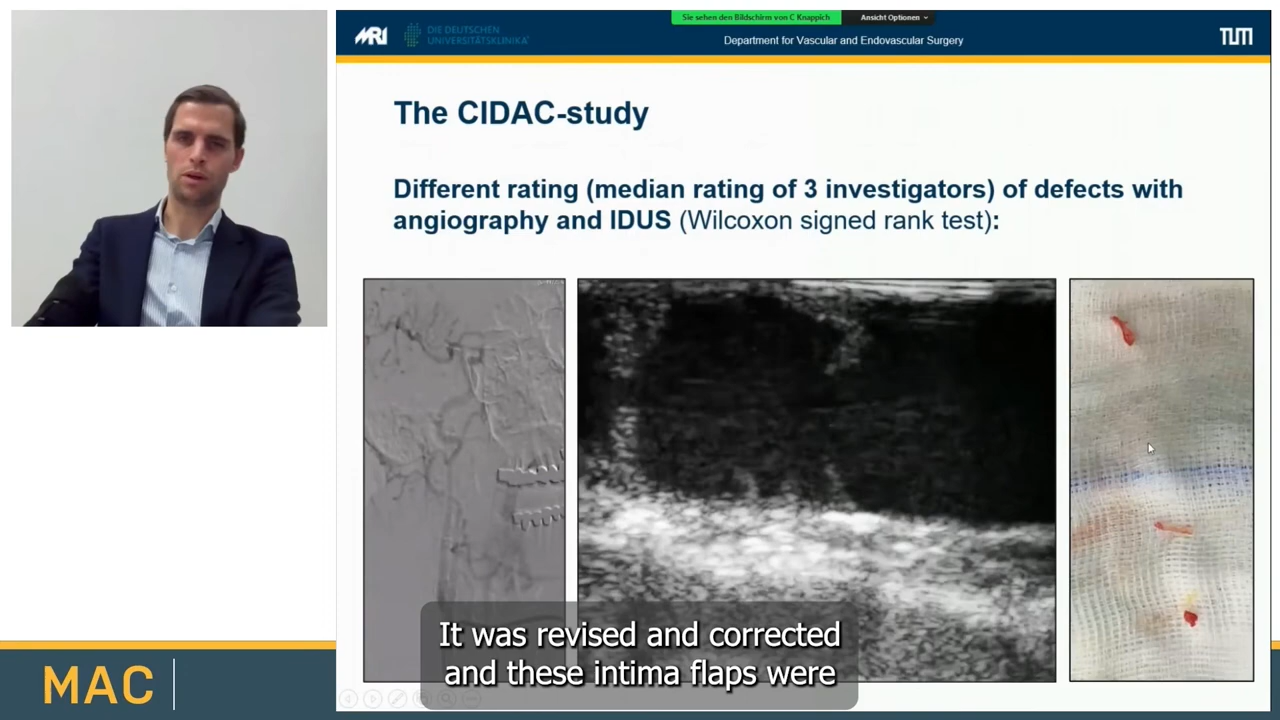 Sie sehen den Bildschirm von C Knappich
Ansicht Optionen
MRI
DIE DEUTSCHEN
UNIVERSITÄTSKLINIKA
Department for Vascular and Endovascular Surgery
TUM
The CIDAC-study
Different rating (median rating of 3 investigators) of defects with
angiography and IDUS (Wilcoxon signed rank test):
It was revised and corrected
and these intima flaps were
MAC